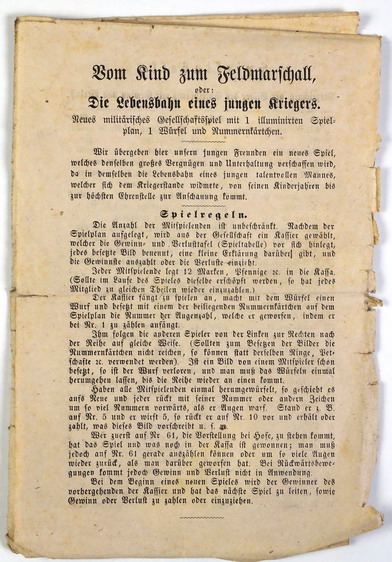 Vom Kind zum Feldmarschall,
oder:
Die Lebensbahn eines jungen Kriegers.
Neues militärisches Gesellschaftsspiel mit 1 illuminirten Spiel-
plan, 1 Würfel und Nummernkärtchen.
Wir übergeben hier unsern jungen Freunden ein neues Spiel,
welches denselben großes Vergnügen und Unterhaltung verschaffen wird,
da in demselben die Lebensbahn eines jungen talentvollen Mannes,
welcher sich dem Kriegerstande widmete, von seinen Kinderjahren bis
zur höchsten Ehrenstelle zur Anschauung kommt.
Spielregeln.
Die Anzahl der Mitspielenden ist unbeschränkt. Nachdem der
Spielplan aufgelegt, wird aus der Gesellschaft ein Kassier gewählt,
welcher die Gewinn- und Verlusttafel (Spieltabelle) vor sich hinlegt,
jedes besetzte Bild benennt, eine kleine Erklärung darüber gibt, und
die Gewinnste auszahlt oder die Verluste einzieht.
Jeder Mitspielende legt 12 Marken, Pfennige ꝛc. in die Kassa.
(Sollte im Laufe des Spieles dieselbe erschöpft werden, so hat jedes
Mitglied zu gleichen Theilen wieder einzuzahlen.)
Der Kassier fängt zu spielen an, macht mit dem Würfel einen
Wurf und besetzt mit einem der beiliegenden Nummernkärtchen auf dem
Spielplan die Nummer der Augenzahl, welche er geworfen, indem er
bei Nr. 1 zu zählen anfängt.
Ihm folgen die andern Spieler von der Linken zur Rechten nach
der Reihe auf gleiche Weise. (Sollten zum Besetzen der Bilder die
Nummernkärtchen nicht reichen, so können statt derselben Ringe, Pet-
schafte ꝛc. verwendet werden). Ist ein Bild von einem Mitspieler schon
besetzt, so ist der Wurf verloren, und man muß das Würfeln einmal
herumgehen lassen, bis die Reihe wieder an einen kommt.
Haben alle Mitspielenden einmal herumgewürfelt, so geschieht es
aufs Neue und jeder rückt mit seiner Nummer oder andern Zeichen
um so viel Nummern vorwärts, als er Augen warf. Stand er z. B.
auf Nr. 5 und er wirft 5, so rückt er auf Nr. 10 vor und erhält oder
zahlt, was dieses Bild vorschreibt u. s. f.
Wer zuerst auf Nr. 61, die Vorstellung bei Hofe, zu stehen kommt,
hat das Spiel und was noch in der Kassa ist gewonnen; man muß
jedoch auf Nr. 61 gerade auszählen können oder um so viele Augen
wieder zurück, als man darüber geworfen hat. Bei Rückwärtsbewe-
gungen kommt jedoch Gewinn und Verlust nicht in Anwendung.
Bei dem Beginn eines neuen Spieles wird der Gewinner des
vorhergehenden der Kassier und hat das nächste Spiel zu leiten, sowie
Gewinn oder Verlust zu zahlen oder einzuziehen.